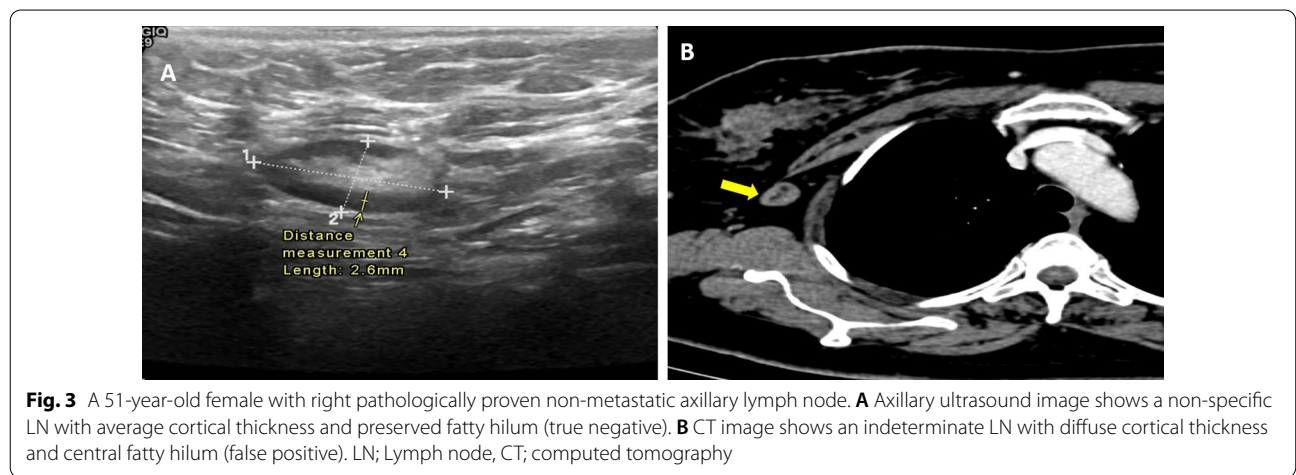 GIQ
E9
A
1
2
Distance
measurement 4
Length: 2.6mm
B
Fig. 3 A 51-year-old female with right pathologically proven non-metastatic axillary lymph node. A Axillary ultrasound image shows a non-specific
LN with average cortical thickness and preserved fatty hilum (true negative). B CT image shows an indeterminate LN with diffuse cortical thickness
and central fatty hilum (false positive). LN; Lymph node, CT; computed tomography